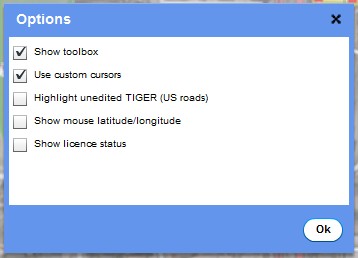 Options
Show toolbox
Use custom cursors
Highlight unedited TIGER (US roads)
Show mouse latitude/longitude
Show licence status
Ok